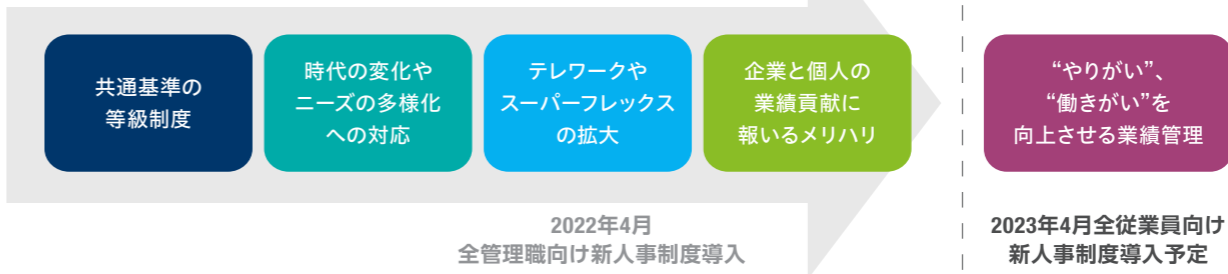 共通基準の
等級制度
時代の変化や
ニーズの多様化
への対応
テレワークや
スーパーフレックス
の拡大
企業と個人の
業績貢献に
報いるメリハリ
“やりがい”、
“働きがい”を
向上させる業績管理
2022年4月
全管理職向け新人事制度導入
2023年4月全従業員向け
新人事制度導入予定